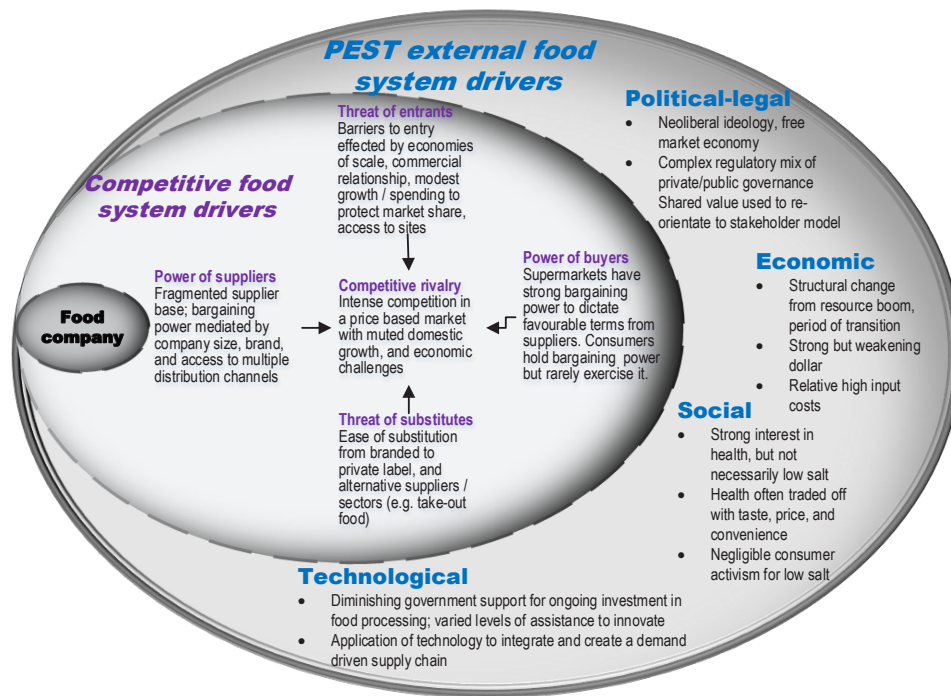 PEST external food
system drivers
Threat of entrants
Barriers to entry
effected by economies
of scale, commercial
relationship, modest
growth / spending to
protect market share,
access to sites
Political-legal
• Neoliberal ideology, free
market economy
• Complex regulatory mix of
private/public governance
Shared value used to re-
orientate to stakeholder model
Competitive food
system drivers
Power of suppliers
Fragmented supplier
base; bargaining
power mediated by
company size, brand,
and access to multiple
distribution channels
Food
company
Competitive rivalry
Intense competition in
a price based market
with muted domestic
growth, and economic
challenges
Power of buyers
Supermarkets have
strong bargaining
power to dictate
favourable terms from
suppliers. Consumers
hold bargaining power
but rarely exercise it.
Economic
• Structural change
from resource boom,
period of transition
• Strong but weakening
dollar
• Relative high input
costs
Threat of substitutes
Ease of substitution
from branded to
private label, and
alternative suppliers /
sectors (e.g. take-out
food)
Social
• Strong interest in
health, but not
necessarily low salt
• Health often traded off
with taste, price, and
convenience
• Negligible consumer
activism for low salt
Technological
• Diminishing government support for ongoing investment in
food processing; varied levels of assistance to innovate
• Application of technology to integrate and create a demand
driven supply chain